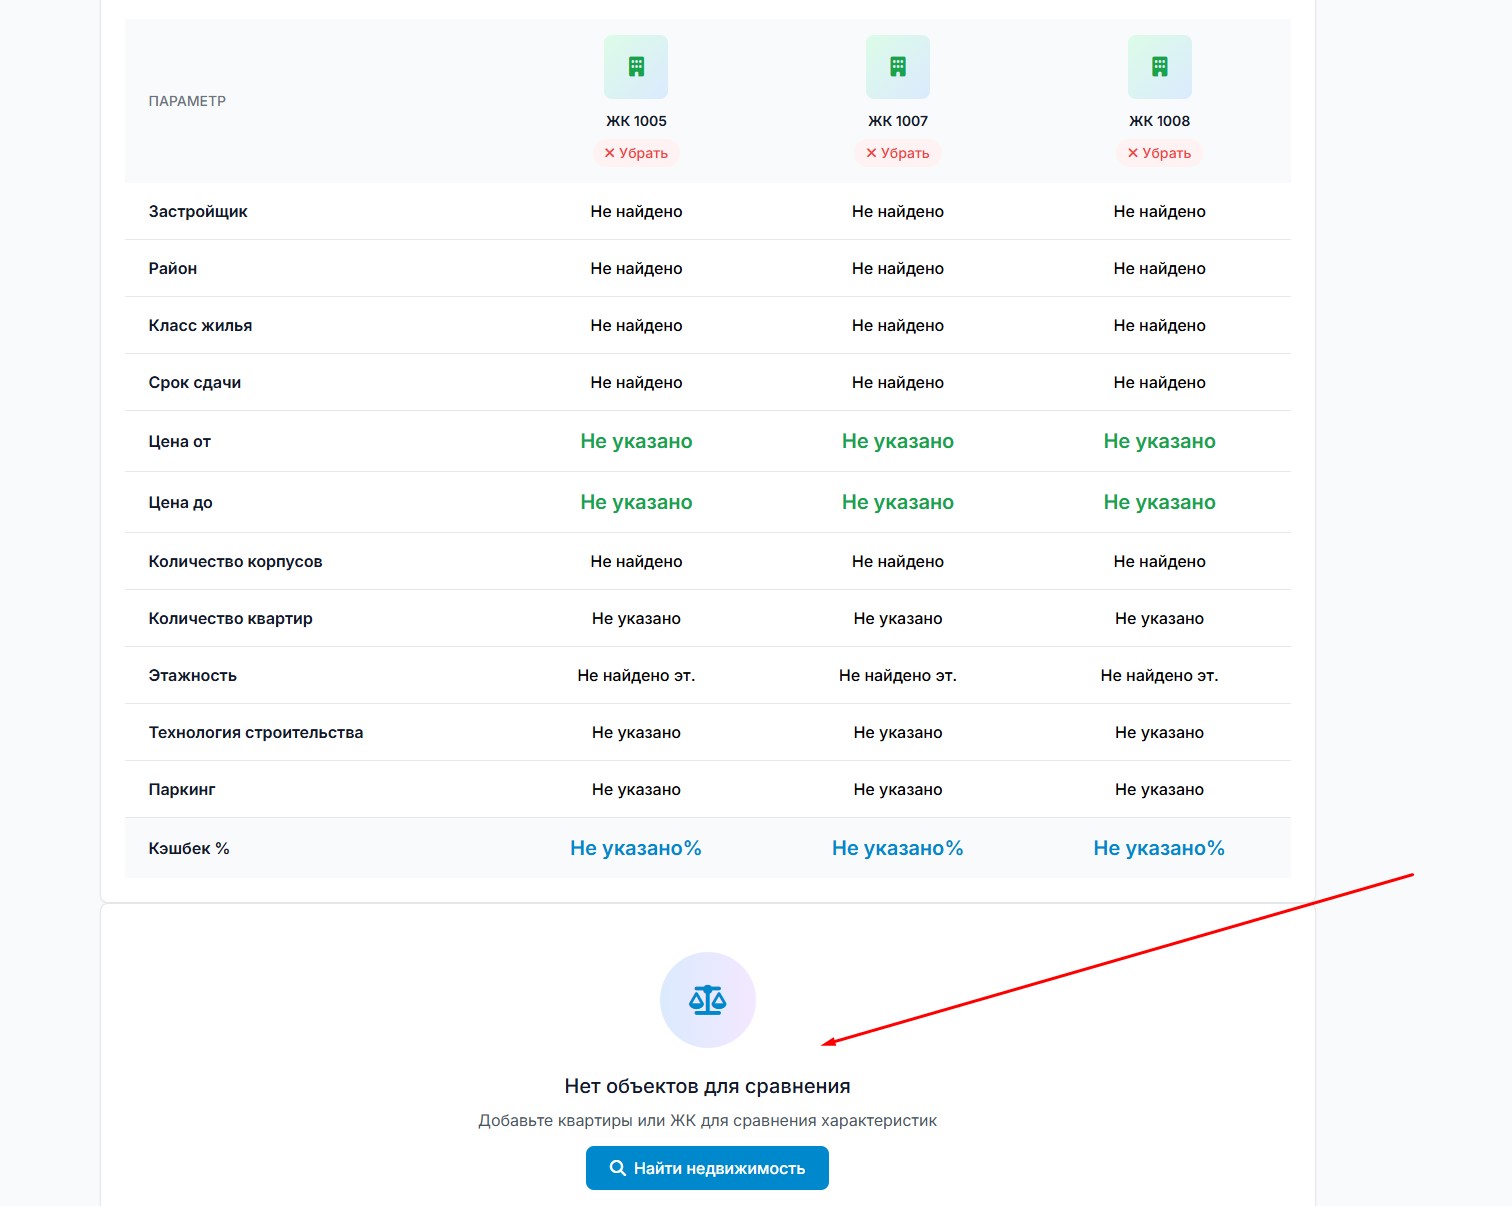 ПАРАМЕТР
ЖК 1005 ЖК 1007 ЖК 1008
✕ Убрать ✕ Убрать ✕ Убрать
Застройщик Не найдено Не найдено Не найдено
Район Не найдено Не найдено Не найдено
Класс жилья Не найдено Не найдено Не найдено
Срок сдачи Не найдено Не найдено Не найдено
Цена от Не указано Не указано Не указано
Цена до Не указано Не указано Не указано
Количество корпусов Не найдено Не найдено Не найдено
Количество квартир Не указано Не указано Не указано
Этажность Не найдено эт. Не найдено эт. Не найдено эт.
Технология строительства Не указано Не указано Не указано
Паркинг Не указано Не указано Не указано
Кэшбек % Не указано% Не указано% Не указано%
Нет объектов для сравнения
Добавьте квартиры или ЖК для сравнения характеристик
Найти недвижимость